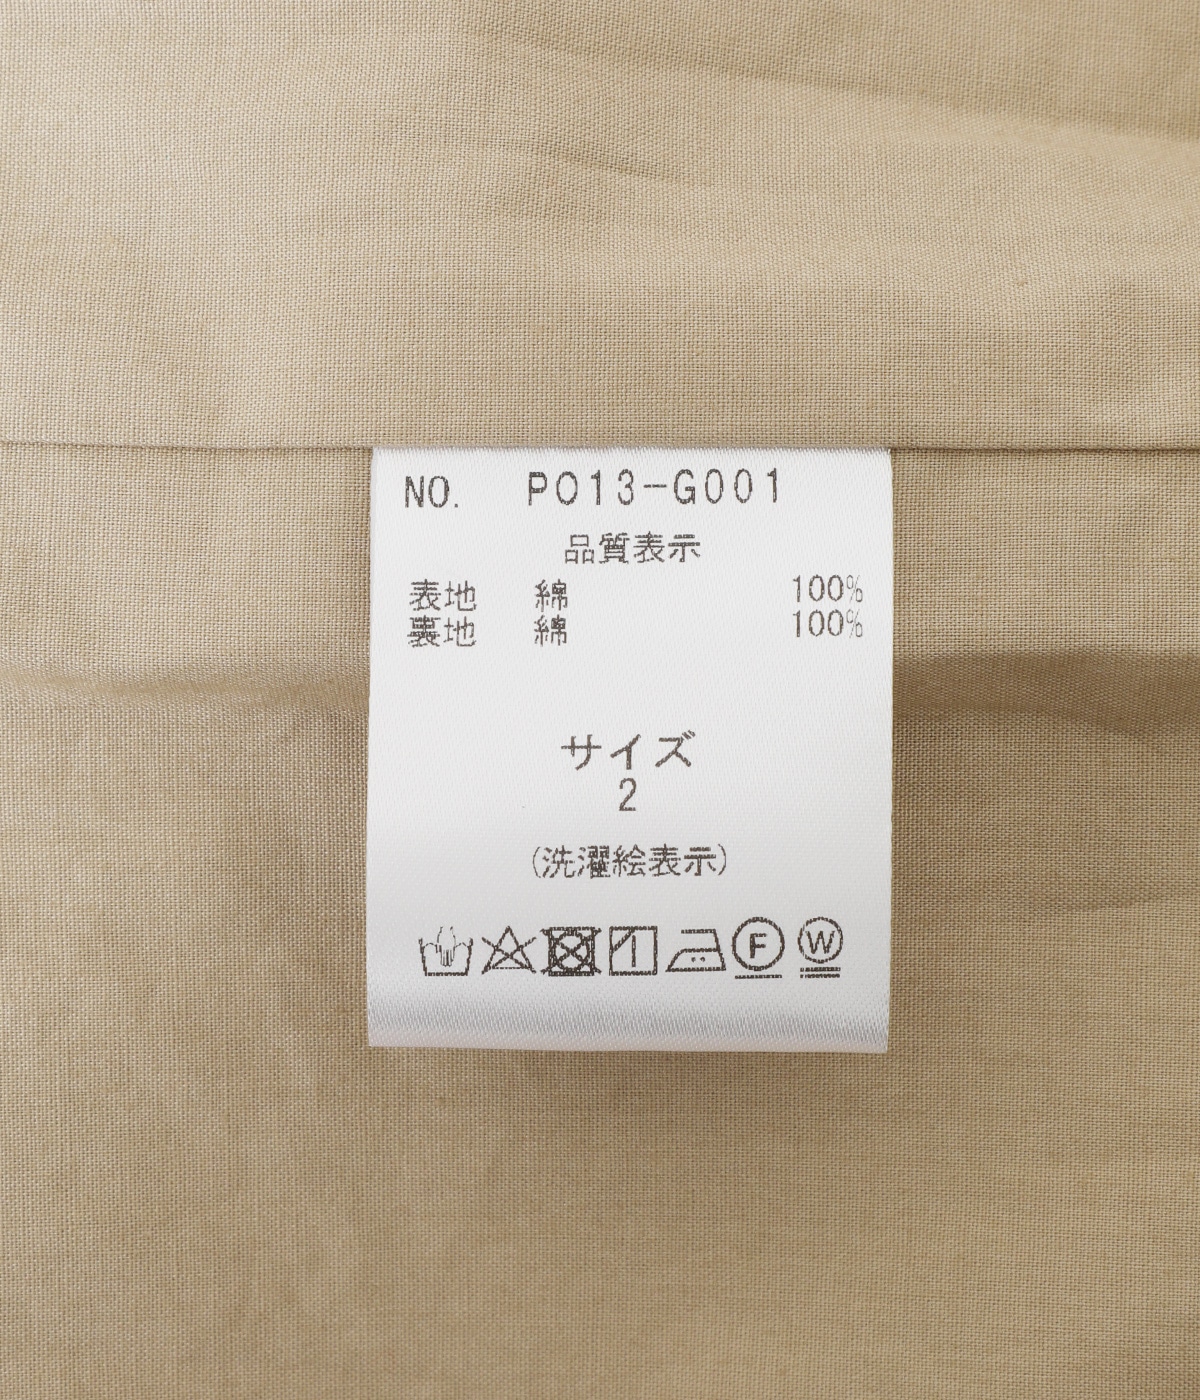 NO. PO13-G001
品質表示
表地 綿 100%
裏地 綿 100%
サイズ
2
(洗濯絵表示)
F W